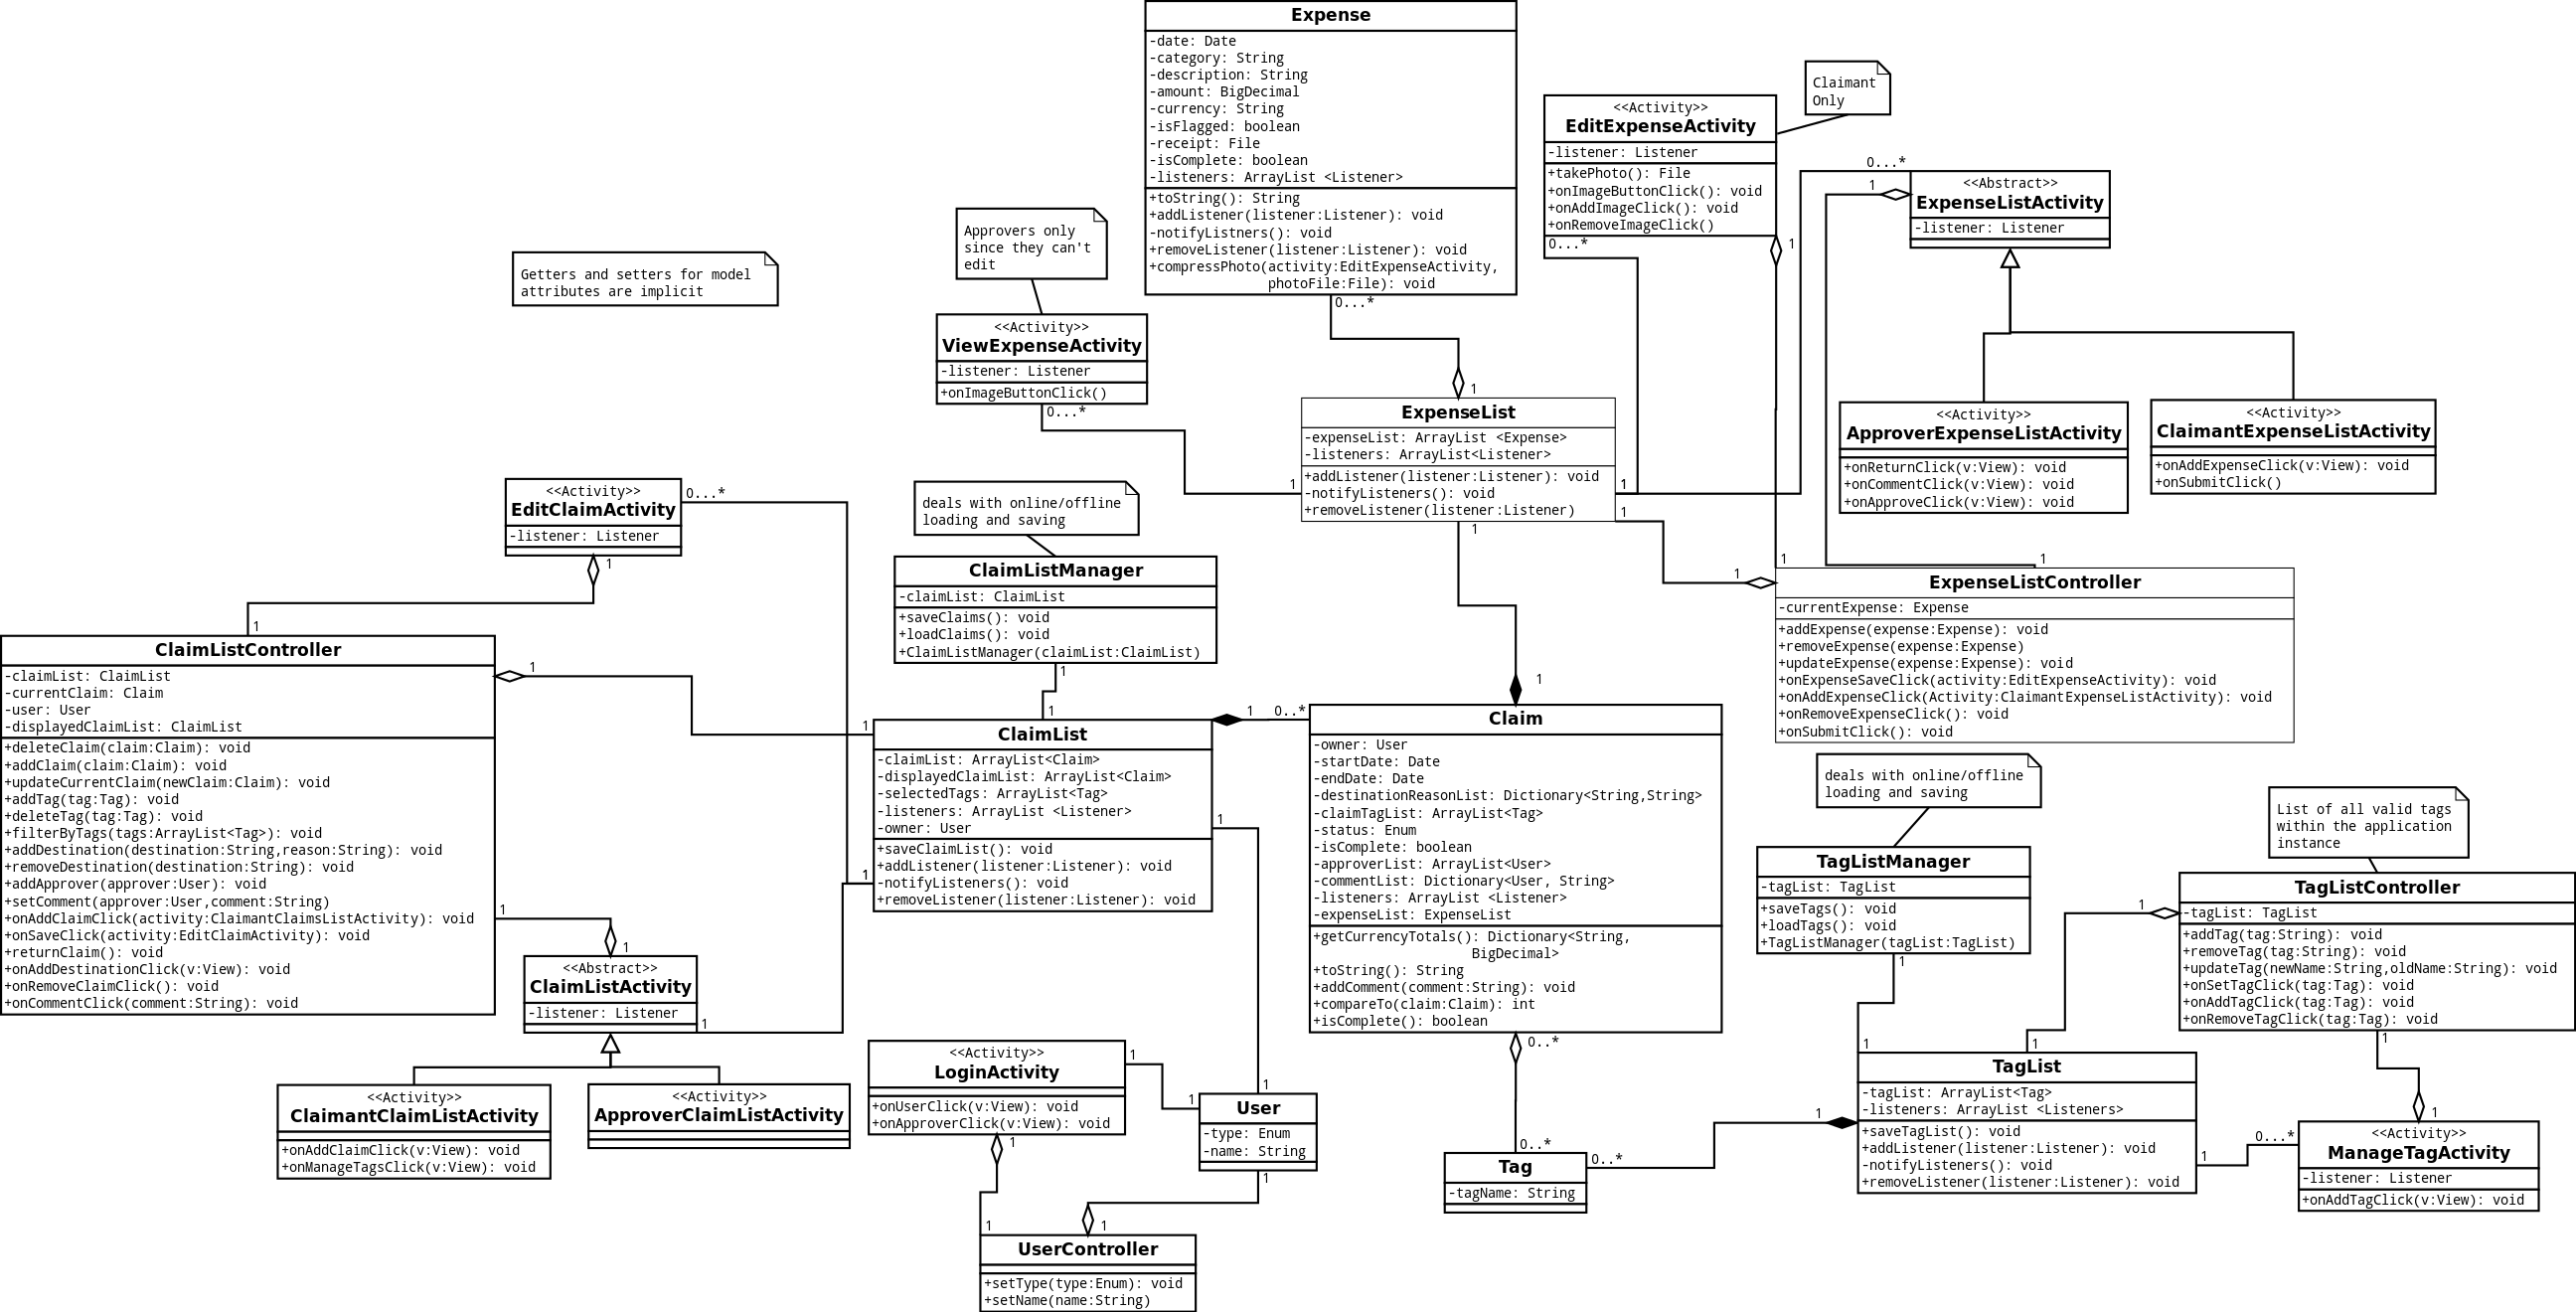 Expense
-date: Date
-category: String
-description: String
-amount: BigDecimal
-currency: String
-isFlagged: boolean
-receipt: File
-isComplete: boolean
-listeners: ArrayList <Listener>
+toString(): String
+addListener(listener:Listener): void
-notifyListners(): void
+removeListener(listener:Listener): void
+compressPhoto(activity:EditExpenseActivity,
photoFile:File): void
0...*
Claimant
Only
<<Activity>>
EditExpenseActivity
-listener: Listener
+takePhoto(): File
+onImageButtonClick(): void
+onAddImageClick(): void
+onRemoveImageClick()
0...*
1
0...*
1
<<Abstract>>
ExpenseListActivity
-listener: Listener
Approvers only
since they can't
edit
Getters and setters for model
attributes are implicit
<<Activity>>
ViewExpenseActivity
-listener: Listener
+onImageButtonClick()
0...*
1
ExpenseList
-expenseList: ArrayList <Expense>
-listeners: ArrayList<Listener>
+addListener(listener:Listener): void
-notifyListeners(): void
+removeListener(listener:Listener)
1
1
1
1
<<Activity>>
ApproverExpenseListActivity
+onReturnClick(v:View): void
+onCommentClick(v:View): void
+onApproveClick(v:View): void
<<Activity>>
ClaimantExpenseListActivity
+onAddExpenseClick(v:View): void
+onSubmitClick()
<<Activity>>
EditClaimActivity
-listener: Listener
0...*
1
deals with online/offline
loading and saving
ClaimListManager
-claimList: ClaimList
+saveClaims(): void
+loadClaims(): void
+ClaimListManager(claimList:ClaimList)
1
1
1
1
1
ExpenseListController
-currentExpense: Expense
+addExpense(expense:Expense): void
+removeExpense(expense:Expense)
+updateExpense(expense:Expense): void
+onExpenseSaveClick(activity:EditExpenseActivity): void
+onAddExpenseClick(Activity:ClaimantExpenseListActivity): void
+onRemoveExpenseClick(): void
+onSubmitClick(): void
1
ClaimListController
-claimList: ClaimList
-currentClaim: Claim
-user: User
-displayedClaimList: ClaimList
+deleteClaim(claim:Claim): void
+addClaim(claim:Claim): void
+updateCurrentClaim(newClaim:Claim): void
+addTag(tag:Tag): void
+deleteTag(tag:Tag): void
+filterByTags(tags:ArrayList<Tag>): void
+addDestination(destination:String,reason:String): void
+removeDestination(destination:String): void
+addApprover(approver:User): void
+setComment(approver:User,comment:String)
+onAddClaimClick(activity:ClaimantClaimsListActivity): void
+onSaveClick(activity:EditClaimActivity): void
+returnClaim(): void
+onAddDestinationClick(v:View): void
+onRemoveClaimClick(): void
+onCommentClick(comment:String): void
1
1
1
1
ClaimList
-claimList: ArrayList<Claim>
-displayedClaimList: ArrayList<Claim>
-selectedTags: ArrayList<Tag>
-listeners: ArrayList <Listener>
-owner: User
+saveClaimList(): void
+addListener(listener:Listener): void
-notifyListeners(): void
+removeListener(listener:Listener): void
1
0..*
1
1
Claim
-owner: User
-startDate: Date
-endDate: Date
-destinationReasonList: Dictionary<String,String>
-claimTagList: ArrayList<Tag>
-status: Enum
-isComplete: boolean
-approverList: ArrayList<User>
-commentList: Dictionary<User, String>
-listeners: ArrayList <Listener>
-expenseList: ExpenseList
+getCurrencyTotals(): Dictionary<String,
BigDecimal>
+toString(): String
+addComment(comment:String): void
+compareTo(claim:Claim): int
+isComplete(): boolean
0..*
deals with online/offline
loading and saving
TagListManager
-tagList: TagList
+saveTags(): void
+loadTags(): void
+TagListManager(tagList:TagList)
1
List of all valid tags
within the application
instance
TagListController
-tagList: TagList
+addTag(tag:String): void
+removeTag(tag:String): void
+updateTag(newName:String,oldName:String): void
+onSetTagClick(tag:Tag): void
+onAddTagClick(tag:Tag): void
+onRemoveTagClick(tag:Tag): void
1
1
1
<<Abstract>>
ClaimListActivity
-listener: Listener
1
1
<<Activity>>
ClaimantClaimListActivity
+onAddClaimClick(v:View): void
+onManageTagsClick(v:View): void
<<Activity>>
ApproverClaimListActivity
<<Activity>>
LoginActivity
+onUserClick(v:View): void
+onApproverClick(v:View): void
1
1
1
1
User
-type: Enum
-name: String
1
1
1
UserController
+setType(type:Enum): void
+setName(name:String)
0..*
Tag
-tagName: String
0..*
1
1
1
TagList
-tagList: ArrayList<Tag>
-listeners: ArrayList <Listeners>
+saveTagList(): void
+addListener(listener:Listener): void
-notifyListeners(): void
+removeListener(listener:Listener): void
1
0...*
1
<<Activity>>
ManageTagActivity
-listener: Listener
+onAddTagClick(v:View): void